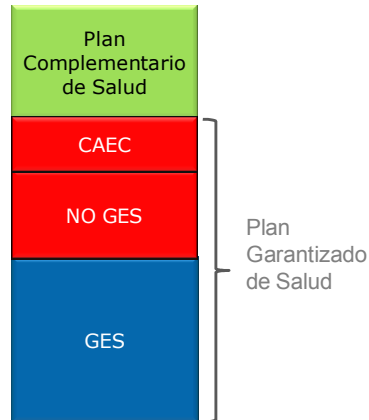 Plan
Complementario
de Salud
CAEC
NO GES
Plan
Garantizado
de Salud
GES